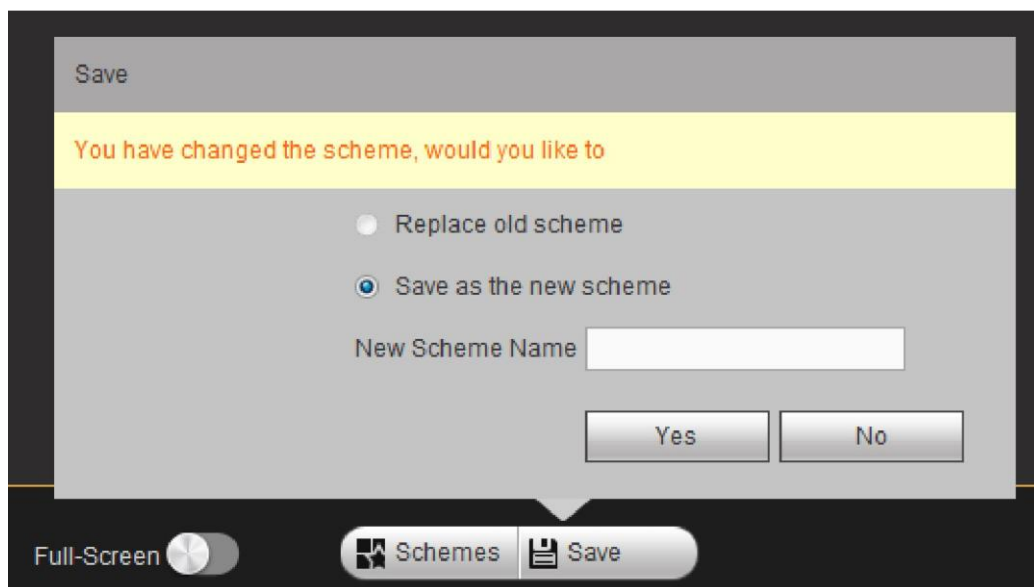 Save
You have changed the scheme, would you like to
Replace old scheme
Save as the new scheme
New Scheme Name
Yes No
Full-Screen Schemes Save